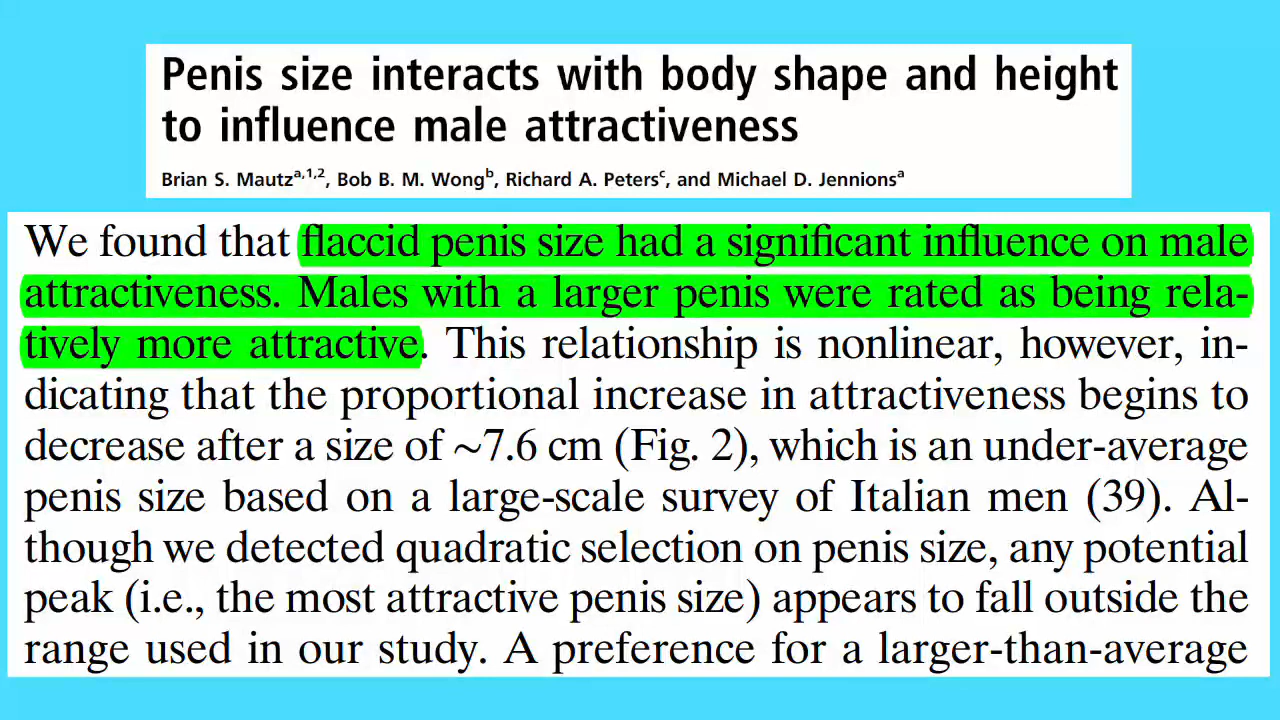 Penis size interacts with body shape and height
to influence male attractiveness
Brian S. Mautza,1,2, Bob B. M. Wongb, Richard A. Petersc, and Michael D. Jennionsa
We found that flaccid penis size had a significant influence on male
attractiveness. Males with a larger penis were rated as being rela-
tively more attractive. This relationship is nonlinear, however, in-
dicating that the proportional increase in attractiveness begins to
decrease after a size of ~7.6 cm (Fig. 2), which is an under-average
penis size based on a large-scale survey of Italian men (39). Al-
though we detected quadratic selection on penis size, any potential
peak (i.e., the most attractive penis size) appears to fall outside the
range used in our study. A preference for a larger-than-average